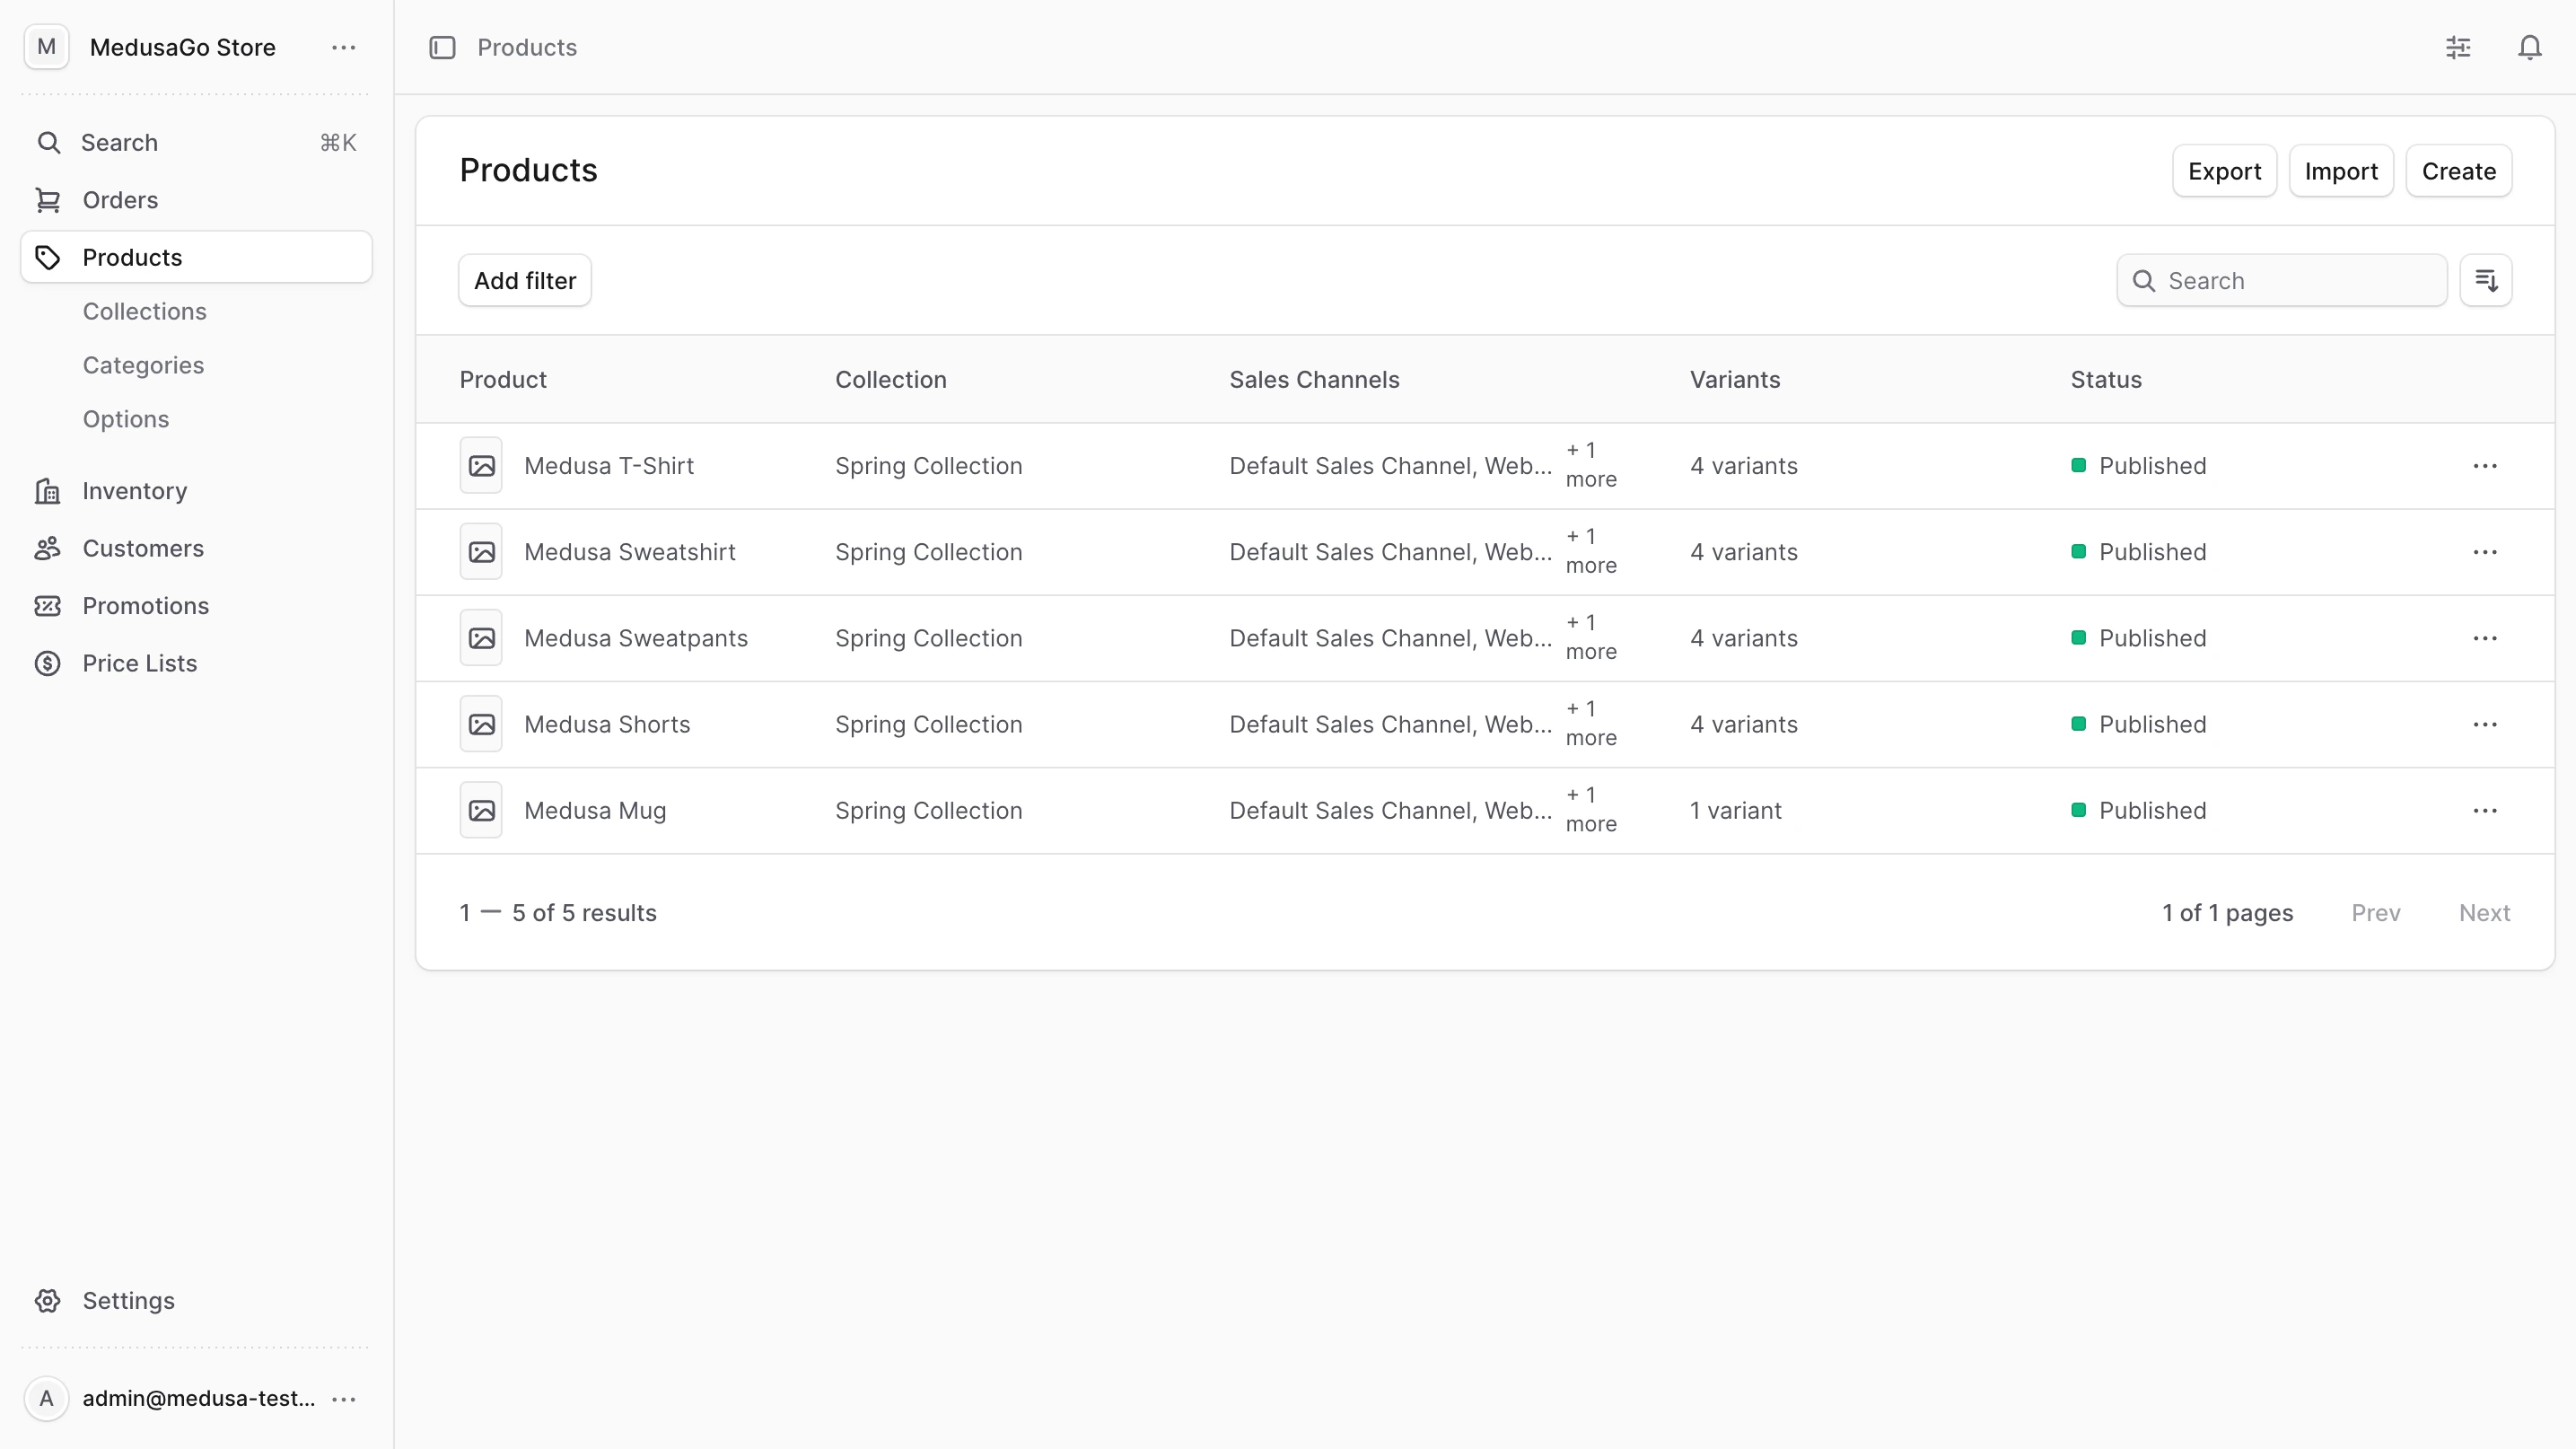 M MedusaGo Store
Search ⌘K
Orders
Products
Collections
Categories
Options
Inventory
Customers
Promotions
Price Lists
Settings
A admin@medusa-test...
Products
Products
Export Import Create
Add filter
Search
Product Collection Sales Channels Variants Status
Medusa T-Shirt Spring Collection Default Sales Channel, Web... + 1 more 4 variants Published
Medusa Sweatshirt Spring Collection Default Sales Channel, Web... + 1 more 4 variants Published
Medusa Sweatpants Spring Collection Default Sales Channel, Web... + 1 more 4 variants Published
Medusa Shorts Spring Collection Default Sales Channel, Web... + 1 more 4 variants Published
Medusa Mug Spring Collection Default Sales Channel, Web... + 1 more 1 variant Published
1 — 5 of 5 results 1 of 1 pages Prev Next